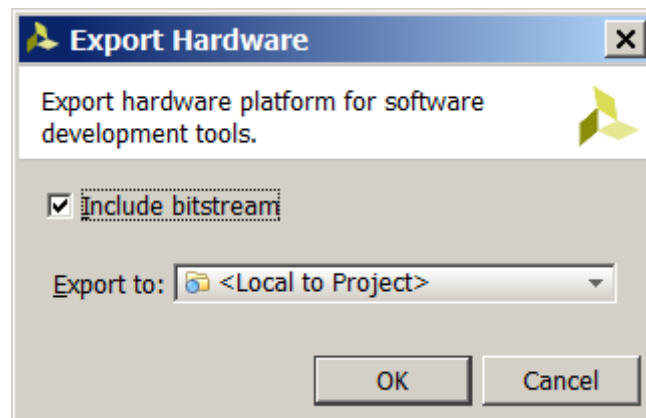 Export Hardware
Export hardware platform for software
development tools.
Include bitstream
Export to: <Local to Project>
OK Cancel